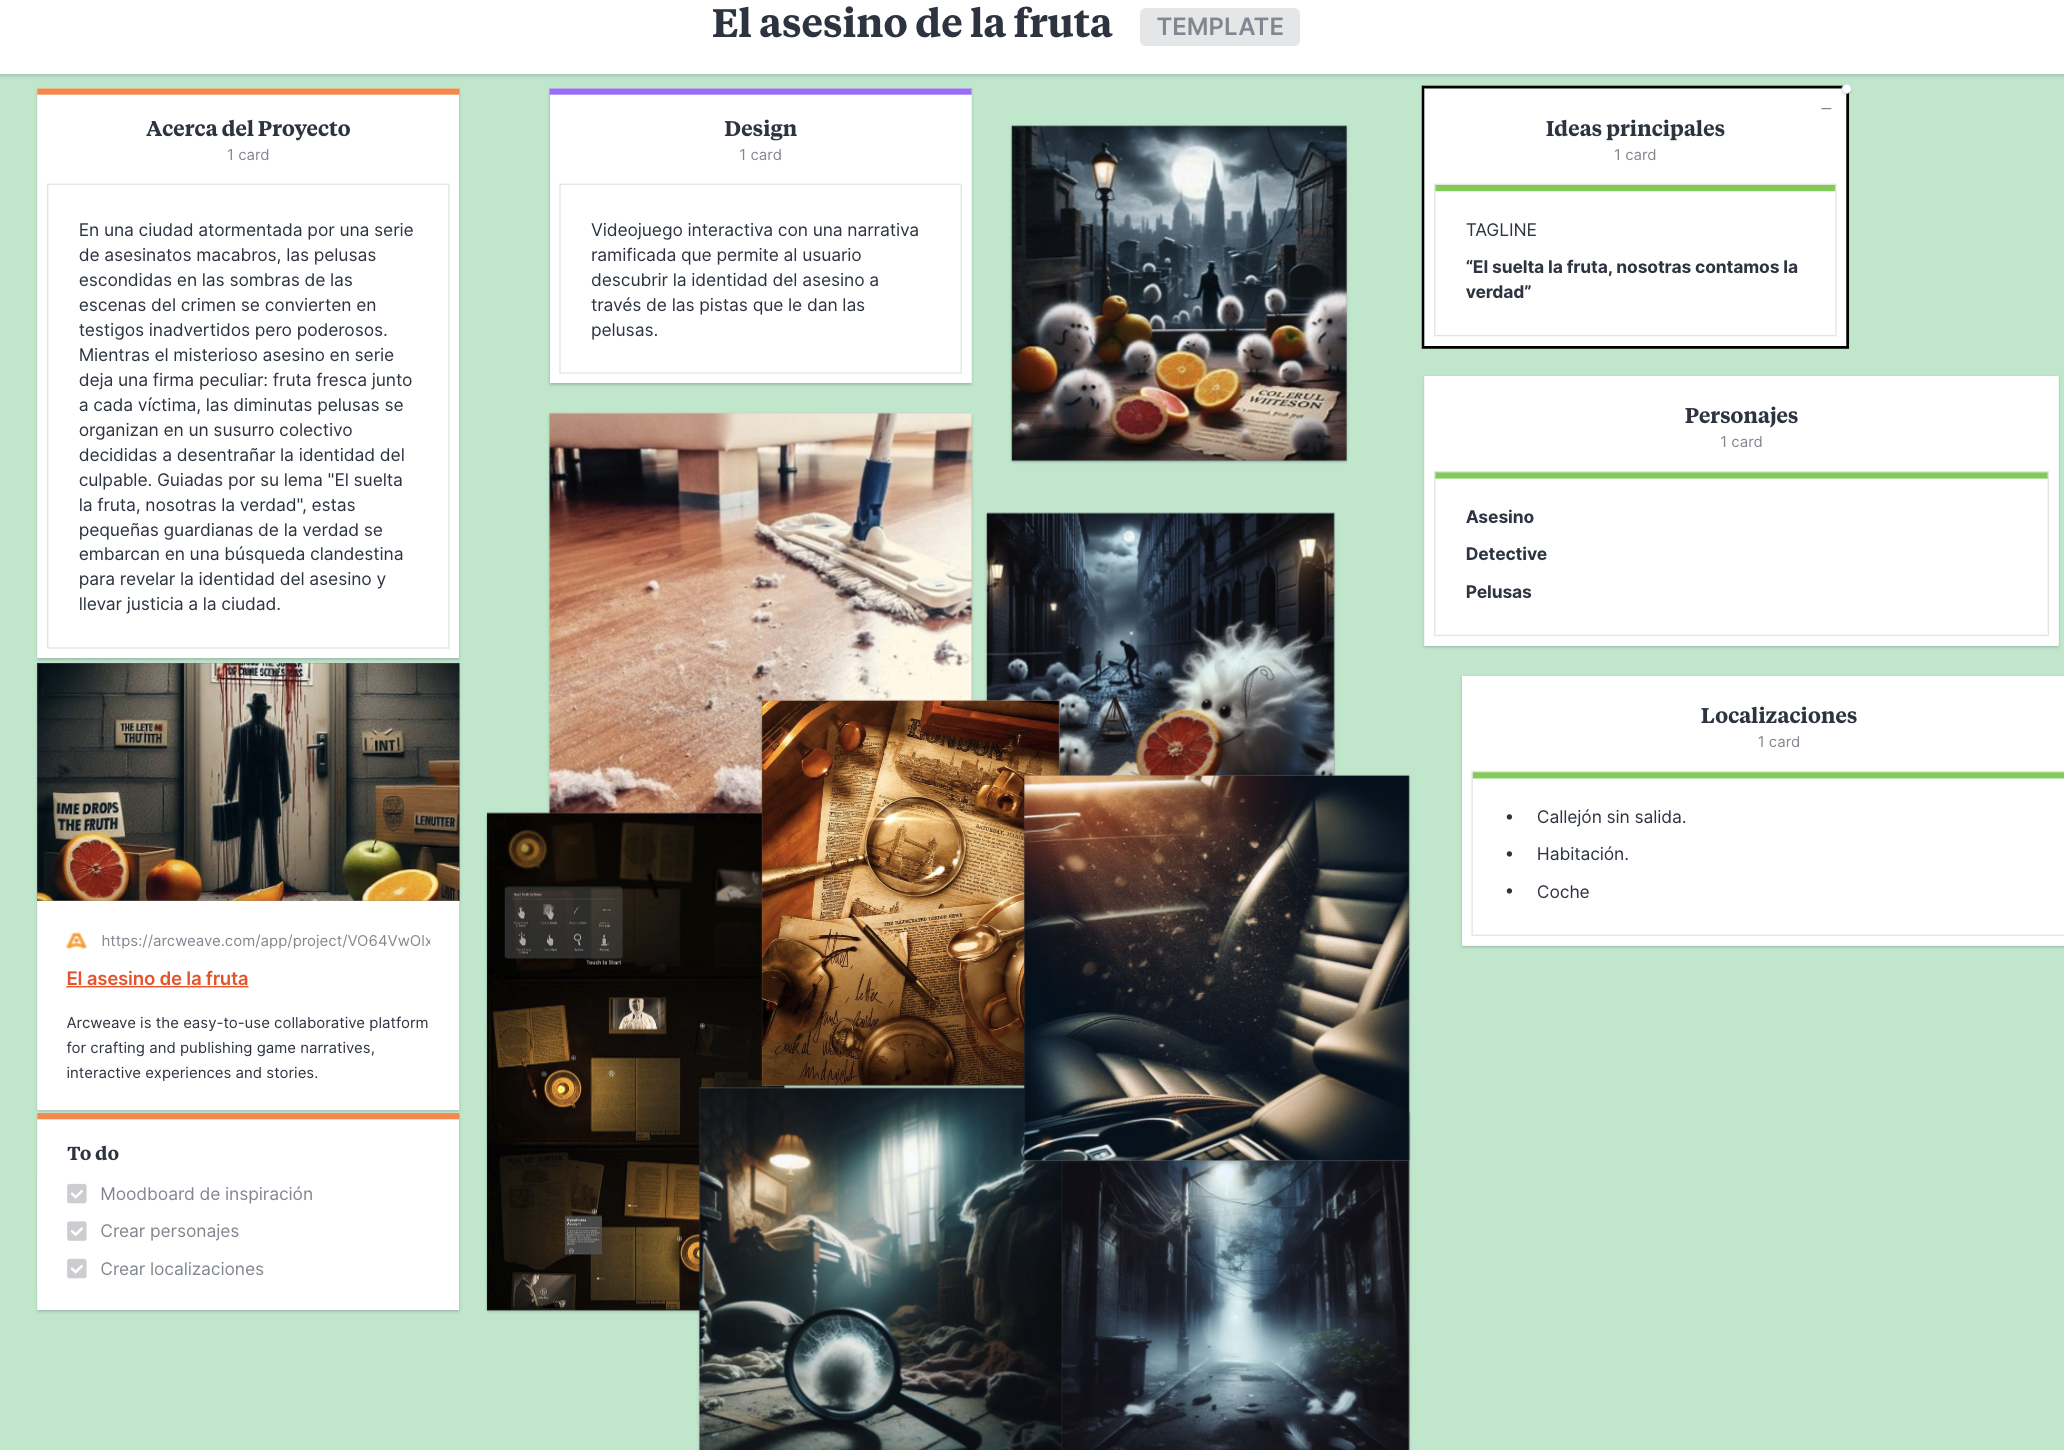 El asesino de la fruta
TEMPLATE
Acerca del Proyecto
1 card
En una ciudad atormentada por una serie
de asesinatos macabros, las pelusas
escondidas en las sombras de las
escenas del crimen se convierten en
testigos inadvertidos pero poderosos.
Mientras el misterioso asesino en serie
deja una firma peculiar: fruta fresca junto
a cada víctima, las diminutas pelusas se
organizan en un susurro colectivo
decididas a desentrañar la identidad del
culpable. Guiadas por su lema "El suelta
la fruta, nosotras la verdad", estas
pequeñas guardianas de la verdad se
embarcan en una búsqueda clandestina
para revelar la identidad del asesino y
llevar justicia a la ciudad.
THE LETE
THUTITH
INT!
IME DROPS
THE FRUTH
LENUTTER
https://arcweave.com/app/project/VO64VwOlx
El asesino de la fruta
Arcweave is the easy-to-use collaborative platform
for crafting and publishing game narratives,
interactive experiences and stories.
To do
Moodboard de inspiración
Crear personajes
Crear localizaciones
Design
1 card
Videojuego interactiva con una narrativa
ramificada que permite al usuario
descubrir la identidad del asesino a
través de las pistas que le dan las
pelusas.
COLERUL
WIITESON
LONDON
THE ILLUSTRATED LONDON NEWS
Touch to Start
Ideas principales
1 card
TAGLINE
“El suelta la fruta, nosotras contamos la
verdad”
Personajes
1 card
Asesino
Detective
Pelusas
Localizaciones
1 card
• Callejón sin salida.
• Habitación.
• Coche